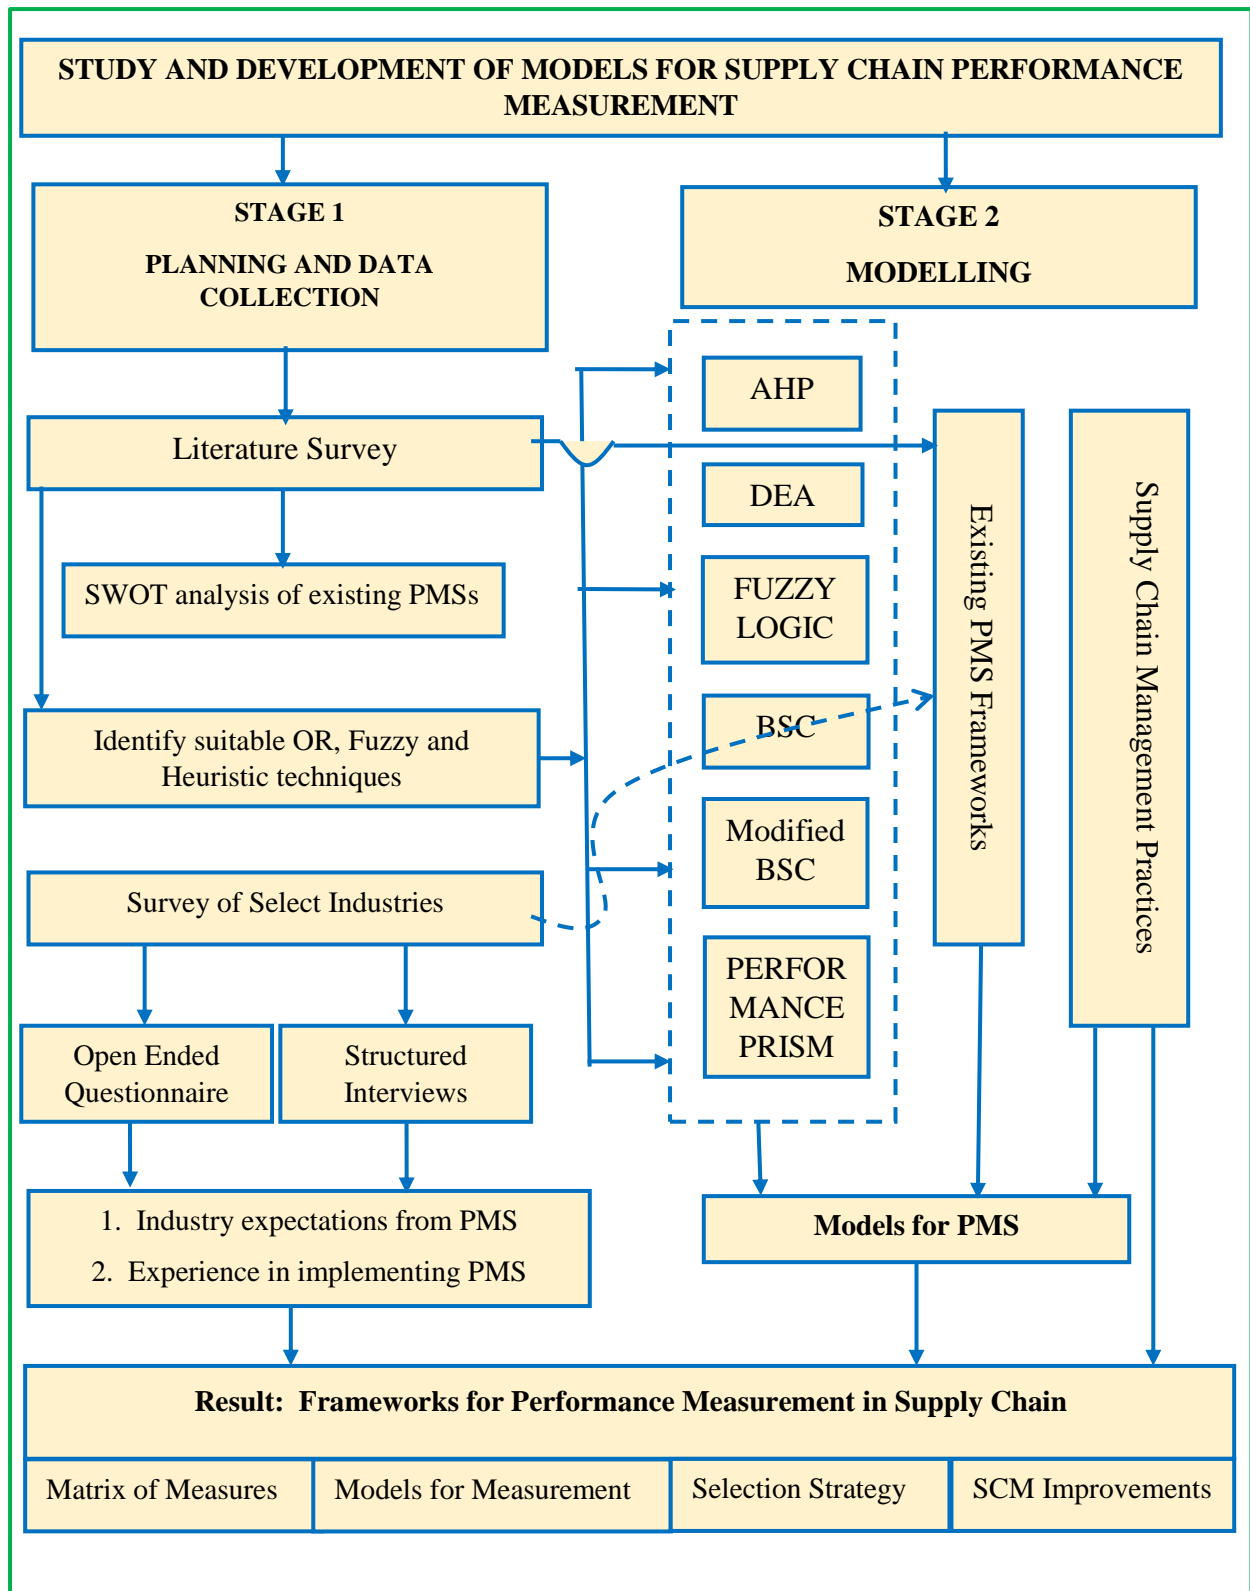 STUDY AND DEVELOPMENT OF MODELS FOR SUPPLY CHAIN PERFORMANCE
MEASUREMENT
STAGE 1
PLANNING AND DATA
COLLECTION
STAGE 2
MODELLING
Literature Survey
SWOT analysis of existing PMSs
Identify suitable OR, Fuzzy and
Heuristic techniques
Survey of Select Industries
Open Ended
Questionnaire
Structured
Interviews
1. Industry expectations from PMS
2. Experience in implementing PMS
AHP
DEA
FUZZY
LOGIC
BSC
Modified
BSC
PERFOR
MANCE
PRISM
Existing PMS Frameworks
Supply Chain Management Practices
Models for PMS
Result: Frameworks for Performance Measurement in Supply Chain
Matrix of Measures
Models for Measurement
Selection Strategy
SCM Improvements